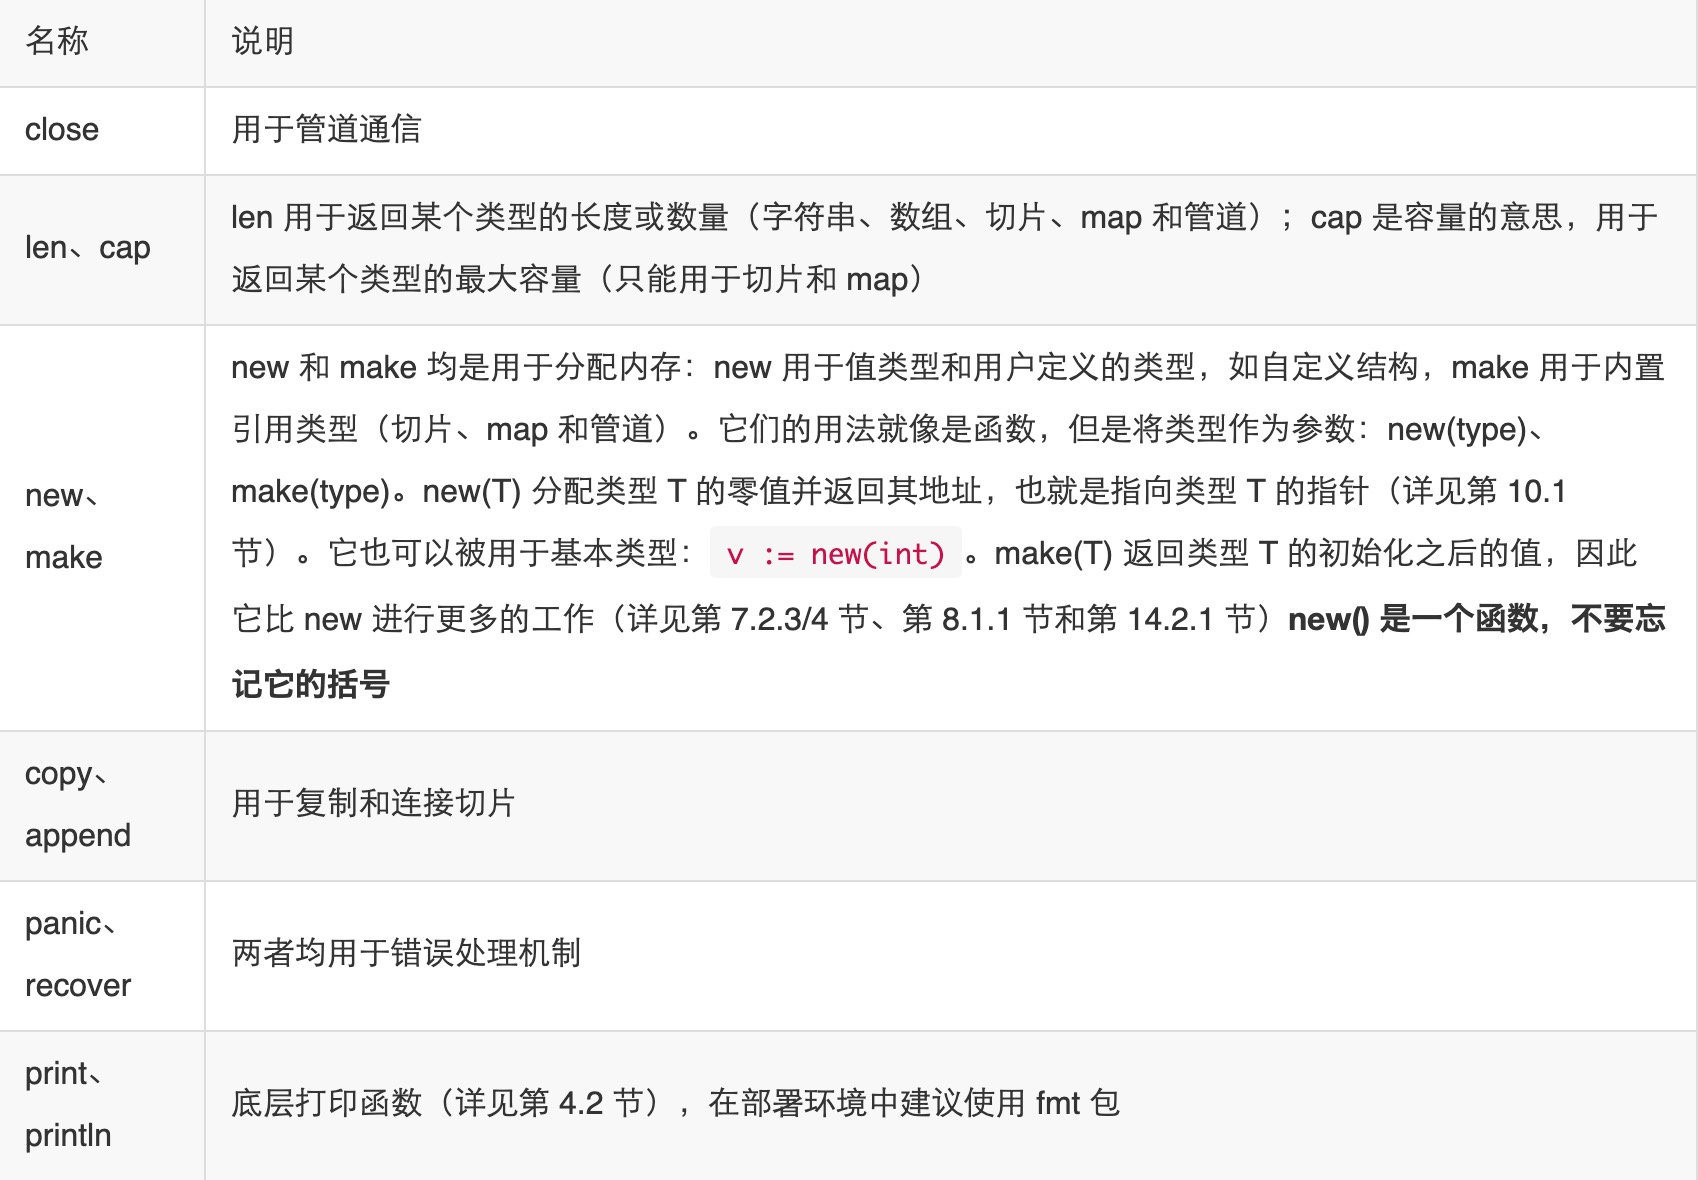 名称
说明
close
用于管道通信
len、cap
len 用于返回某个类型的长度或数量（字符串、数组、切片、map 和管道）；cap 是容量的意思，用于
返回某个类型的最大容量（只能用于切片和 map）
new、
make
new 和 make 均是用于分配内存：new 用于值类型和用户定义的类型，如自定义结构，make 用于内置
引用类型（切片、map 和管道）。它们的用法就像是函数，但是将类型作为参数：new(type)、
make(type)。new(T) 分配类型 T 的零值并返回其地址，也就是指向类型 T 的指针（详见第 10.1
节）。它也可以被用于基本类型： v := new(int) 。make(T) 返回类型 T 的初始化之后的值，因此
它比 new 进行更多的工作（详见第 7.2.3/4 节、第 8.1.1 节和第 14.2.1 节）new() 是一个函数，不要忘
记它的括号
copy、
append
用于复制和连接切片
panic、
recover
两者均用于错误处理机制
print、
println
底层打印函数（详见第 4.2 节），在部署环境中建议使用 fmt 包